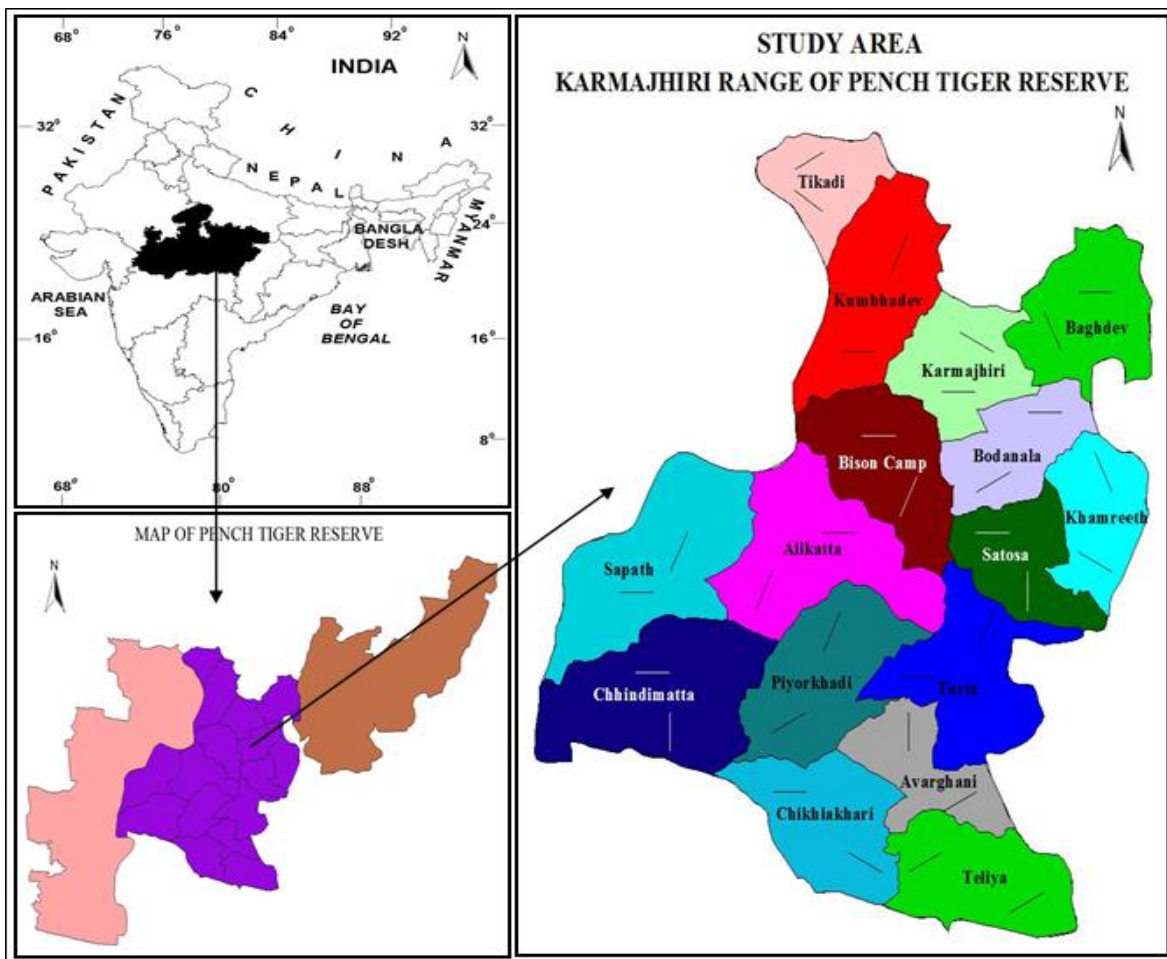 68° 76° 84° 92°
N
INDIA
PAKISTAN
CHINA
32° 32°
NEPAL
24°
BANGLA
DESH
MYANMAR
ARABIAN
SEA
BAY
OF
BENGAL
16° 16°
8° 8°
68° 80° 88°
MAP OF PENCH TIGER RESERVE
N
STUDY AREA
KARMAJHIRI RANGE OF PENCH TIGER RESERVE
N
Tikadi
Kumbhadev
Baghdev
Karmajhiri
Bison Camp
Bodanala
Khamreeth
Alikatta
Satosa
Sapath
Chhindimatta
Piyorkhadi
Turia
Avarghani
Chikhlakhari
Teliya